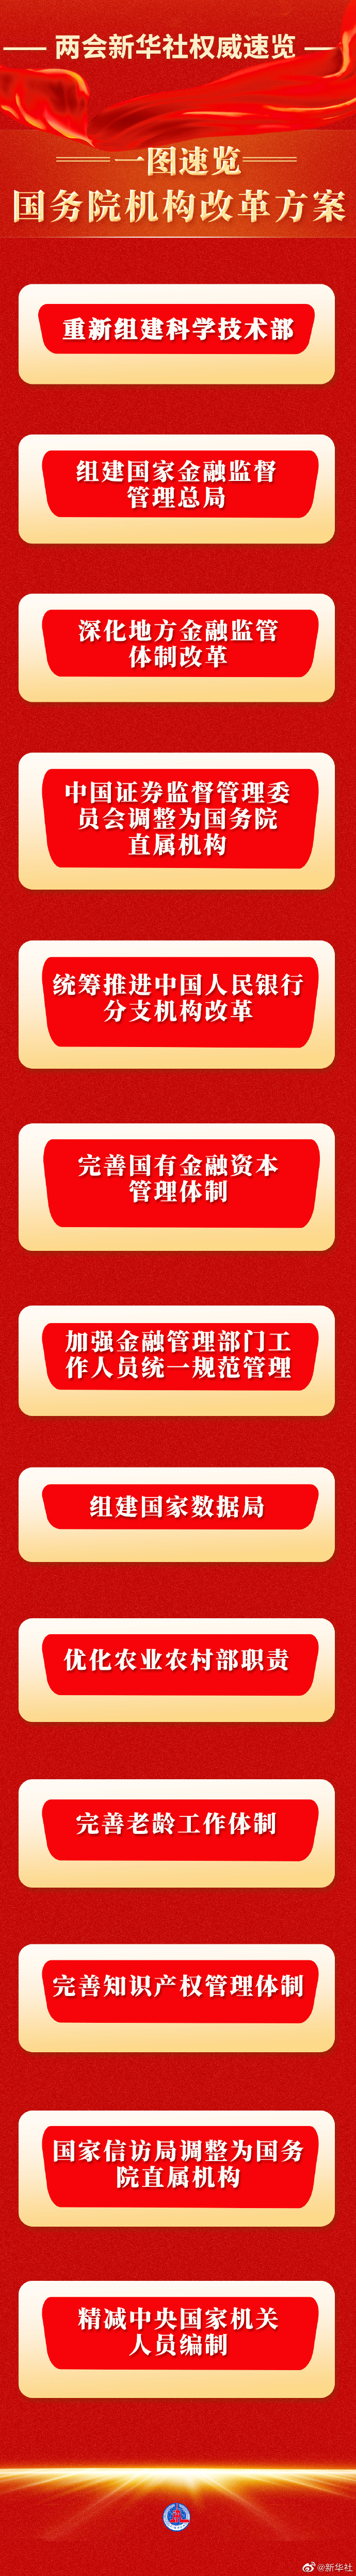 两会新华社权威速览
一图速览
国务院机构改革方案
重新组建科学技术部
组建国家金融监督
管理总局
深化地方金融监管
体制改革
中国证券监督管理委
员会调整为国务院
直属机构
统筹推进中国人民银行
分支机构改革
完善国有金融资本
管理体制
加强金融管理部门工
作人员统一规范管理
组建国家数据局
优化农业农村部职责
完善老龄工作体制
完善知识产权管理体制
国家信访局调整为国务
院直属机构
精减中央国家机关
人员编制
@新华社